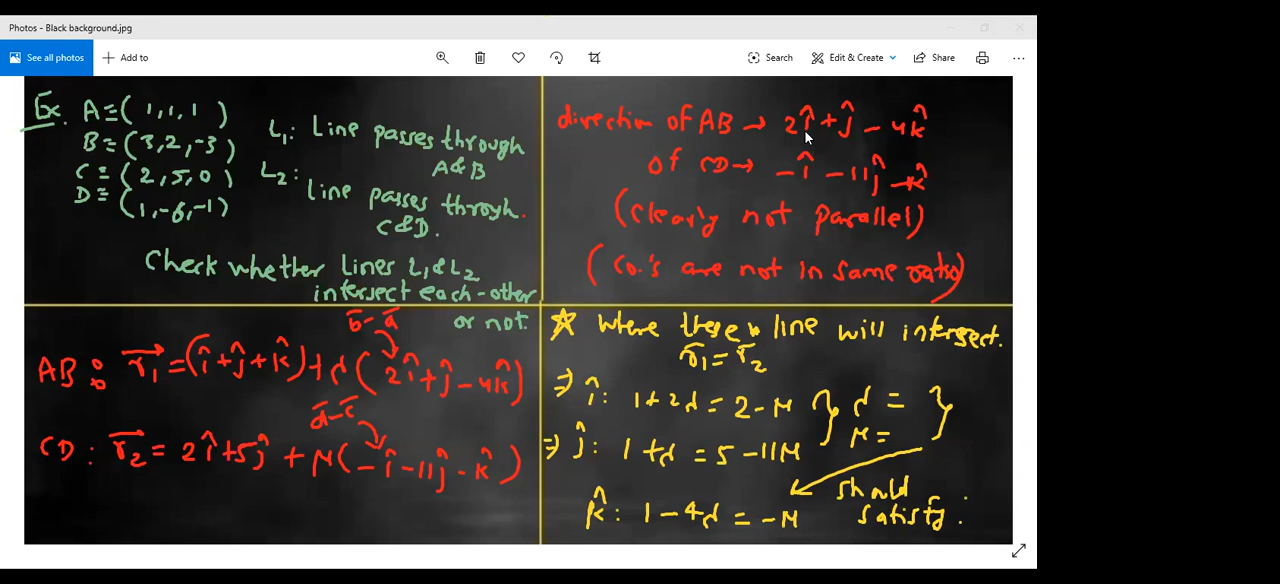 Photos - Black background.jpg
See all photos
Add to
Search
Edit & Create
Share
Ex. A≡(1,1,1)
B≡(3,2,-3)
C≡(2,5,0)
D≡(1,-6,-1)
L₁: Line passes through
A&B
L₂:
Line passes through.
C&D.
Check whether Lines L₁&L₂
intersect each-other
or not.
direction of AB → 2î+ĵ-4k̂
of CD → -î-11ĵ-k̂
(clearly not parallel)
(co.'s are not in same ratio)
b̄-ā
AB: r₁=(î+ĵ+k̂)+λ(2î+ĵ-4k̂)
d̄-c̄
CD: r₂=2î+5ĵ+μ(-î-11ĵ-k̂)
☆ where these line will intersect.
r̄₁=r̄₂
⇒ î: 1+2λ=2-μ } λ= }
⇒ ĵ: 1+λ=5-11μ } μ= }
k̂: 1-4λ=-μ
should
satisfy.